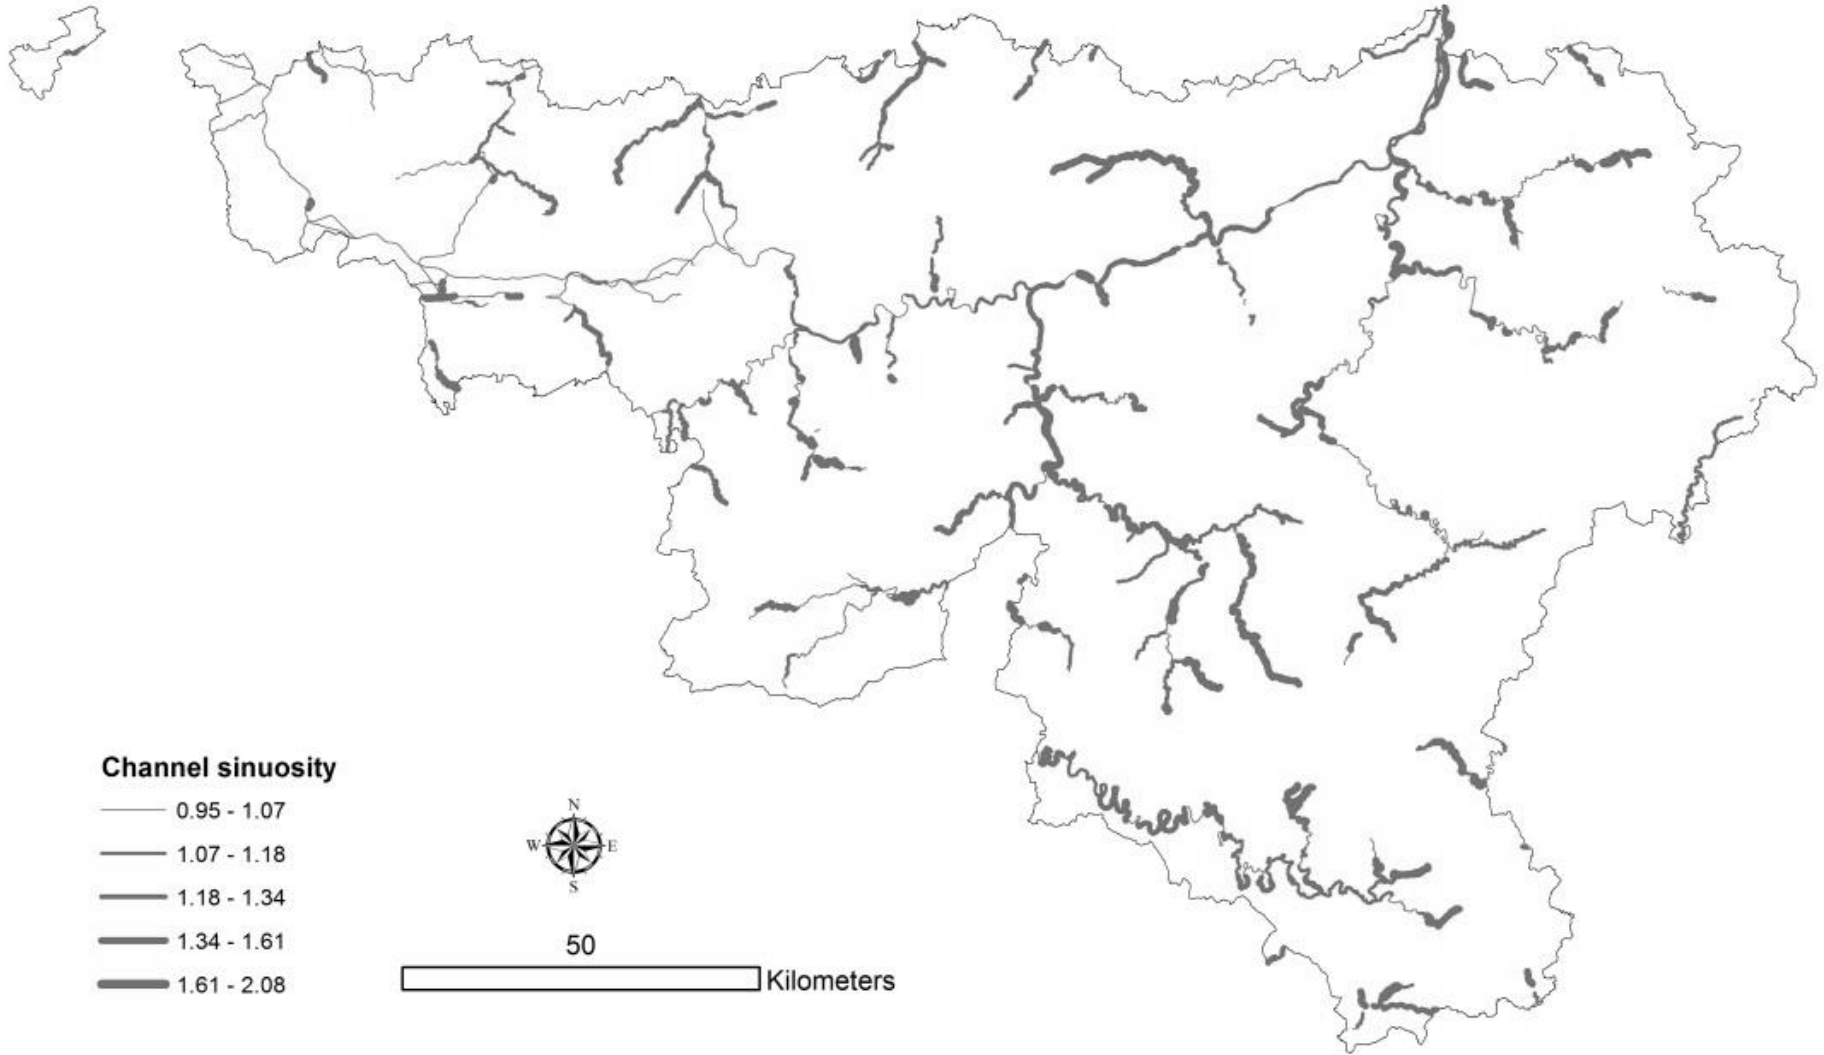 Channel sinuosity
0.95 - 1.07
1.07 - 1.18
1.18 - 1.34
1.34 - 1.61
1.61 - 2.08
N
W E
S
50
Kilometers